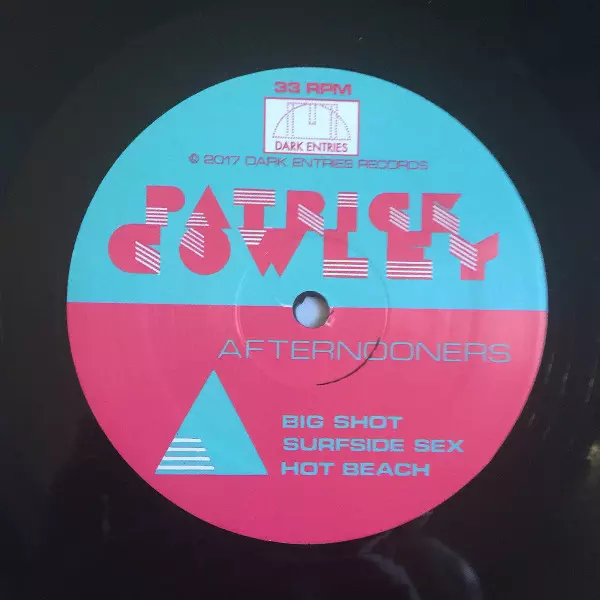 33 RPM
DARK ENTRIES
© 2017 DARK ENTRIES RECORDS
PATRICK
COWLEY
AFTERNOONERS
BIG SHOT
SURFSIDE SEX
HOT BEACH